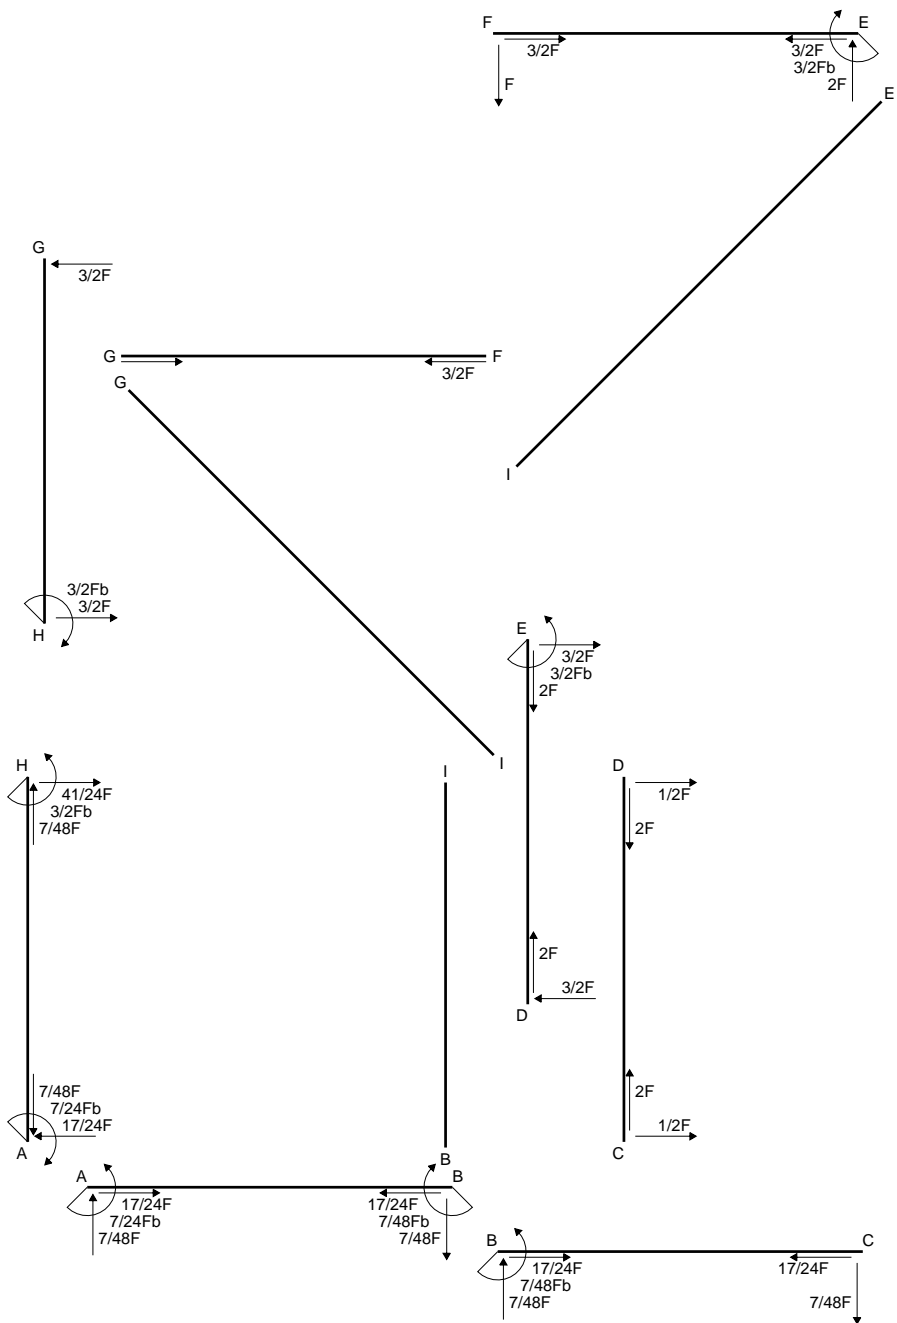 F
E
3/2F
3/2F
3/2Fb
F
2F
E
G
3/2F
G
F
3/2F
G
I
3/2Fb
3/2F
H
E
3/2F
3/2Fb
2F
I
H
41/24F
3/2Fb
7/48F
I
D
1/2F
2F
2F
3/2F
D
7/48F
7/24Fb
17/24F
A
2F
1/2F
C
B
A
B
17/24F
7/24Fb
7/48F
17/24F
7/48Fb
7/48F
B
C
17/24F
7/48Fb
7/48F
17/24F
7/48F